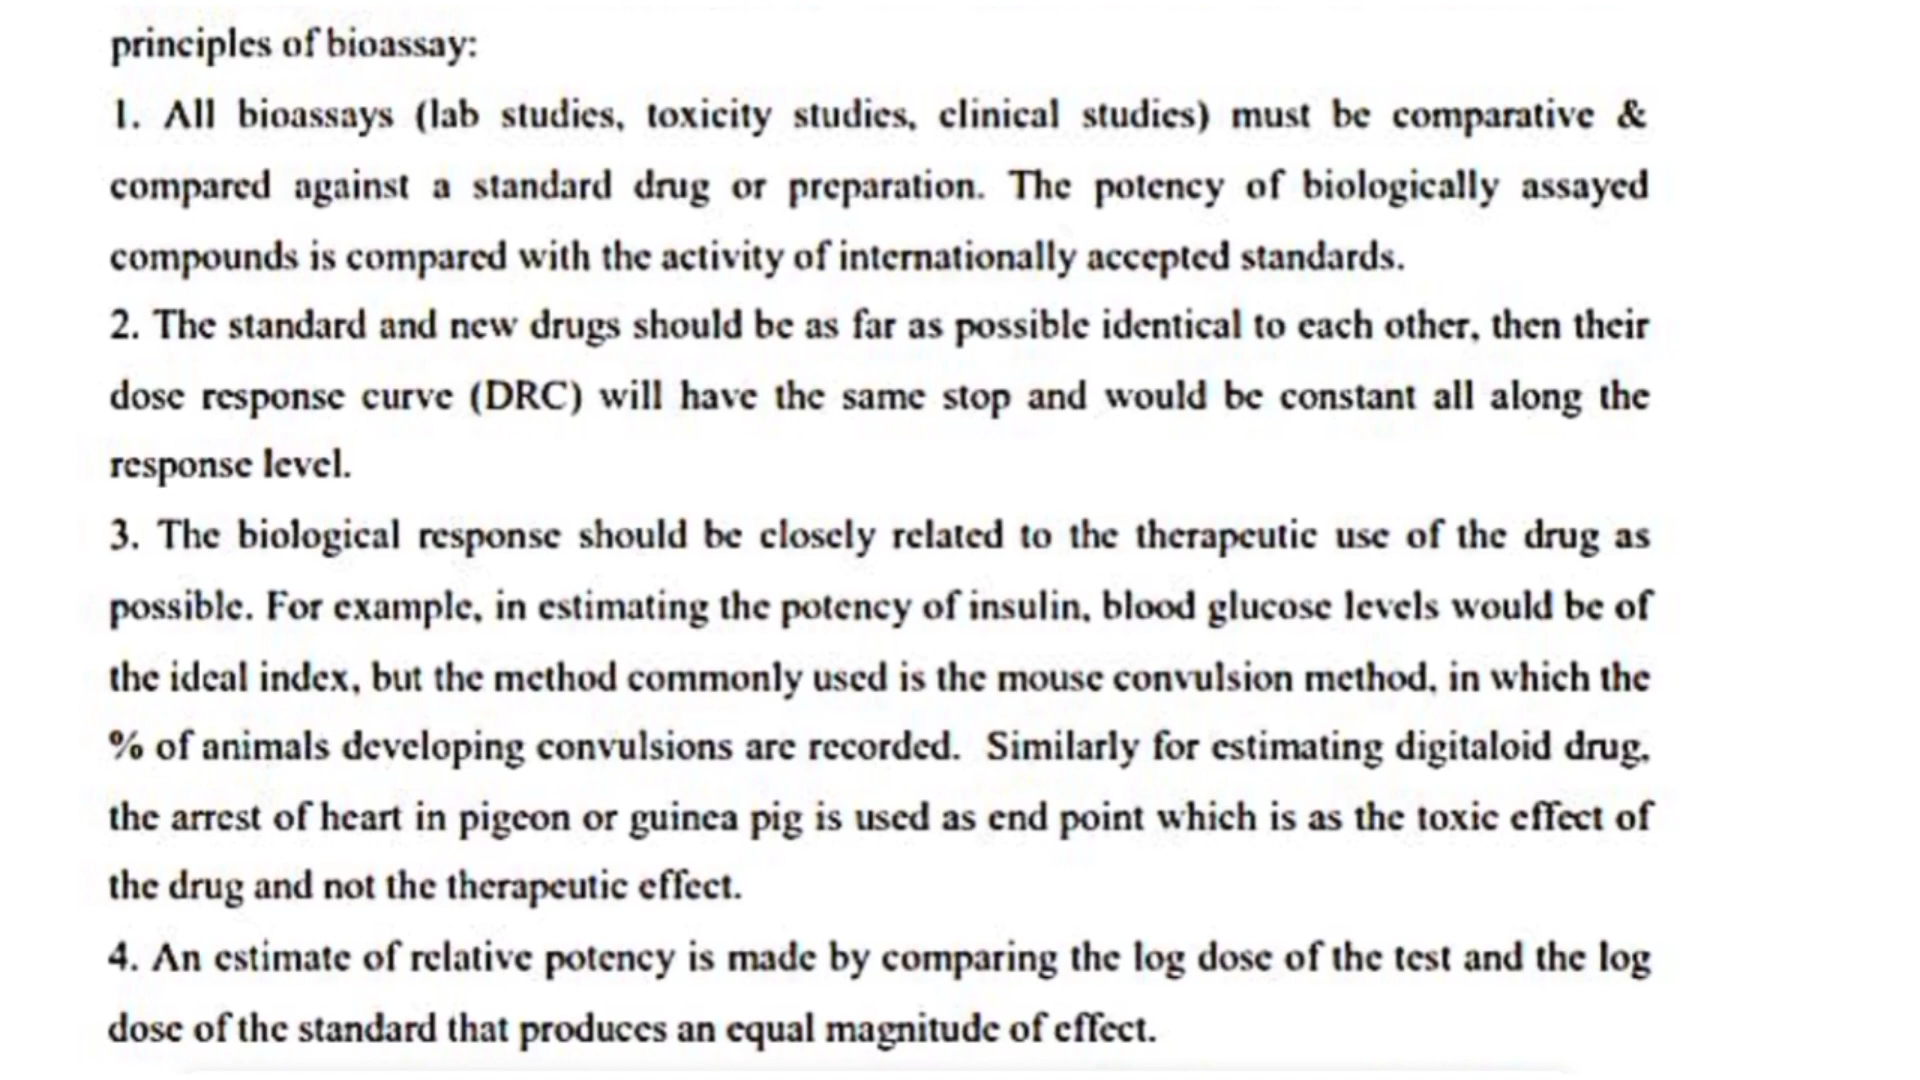 principles of bioassay:
1. All bioassays (lab studies, toxicity studies, clinical studies) must be comparative &
compared against a standard drug or preparation. The potency of biologically assayed
compounds is compared with the activity of internationally accepted standards.
2. The standard and new drugs should be as far as possible identical to each other, then their
dose response curve (DRC) will have the same stop and would be constant all along the
response level.
3. The biological response should be closely related to the therapeutic use of the drug as
possible. For example, in estimating the potency of insulin, blood glucose levels would be of
the ideal index, but the method commonly used is the mouse convulsion method, in which the
% of animals developing convulsions are recorded. Similarly for estimating digitaloid drug,
the arrest of heart in pigeon or guinea pig is used as end point which is as the toxic effect of
the drug and not the therapeutic effect.
4. An estimate of relative potency is made by comparing the log dose of the test and the log
dose of the standard that produces an equal magnitude of effect.